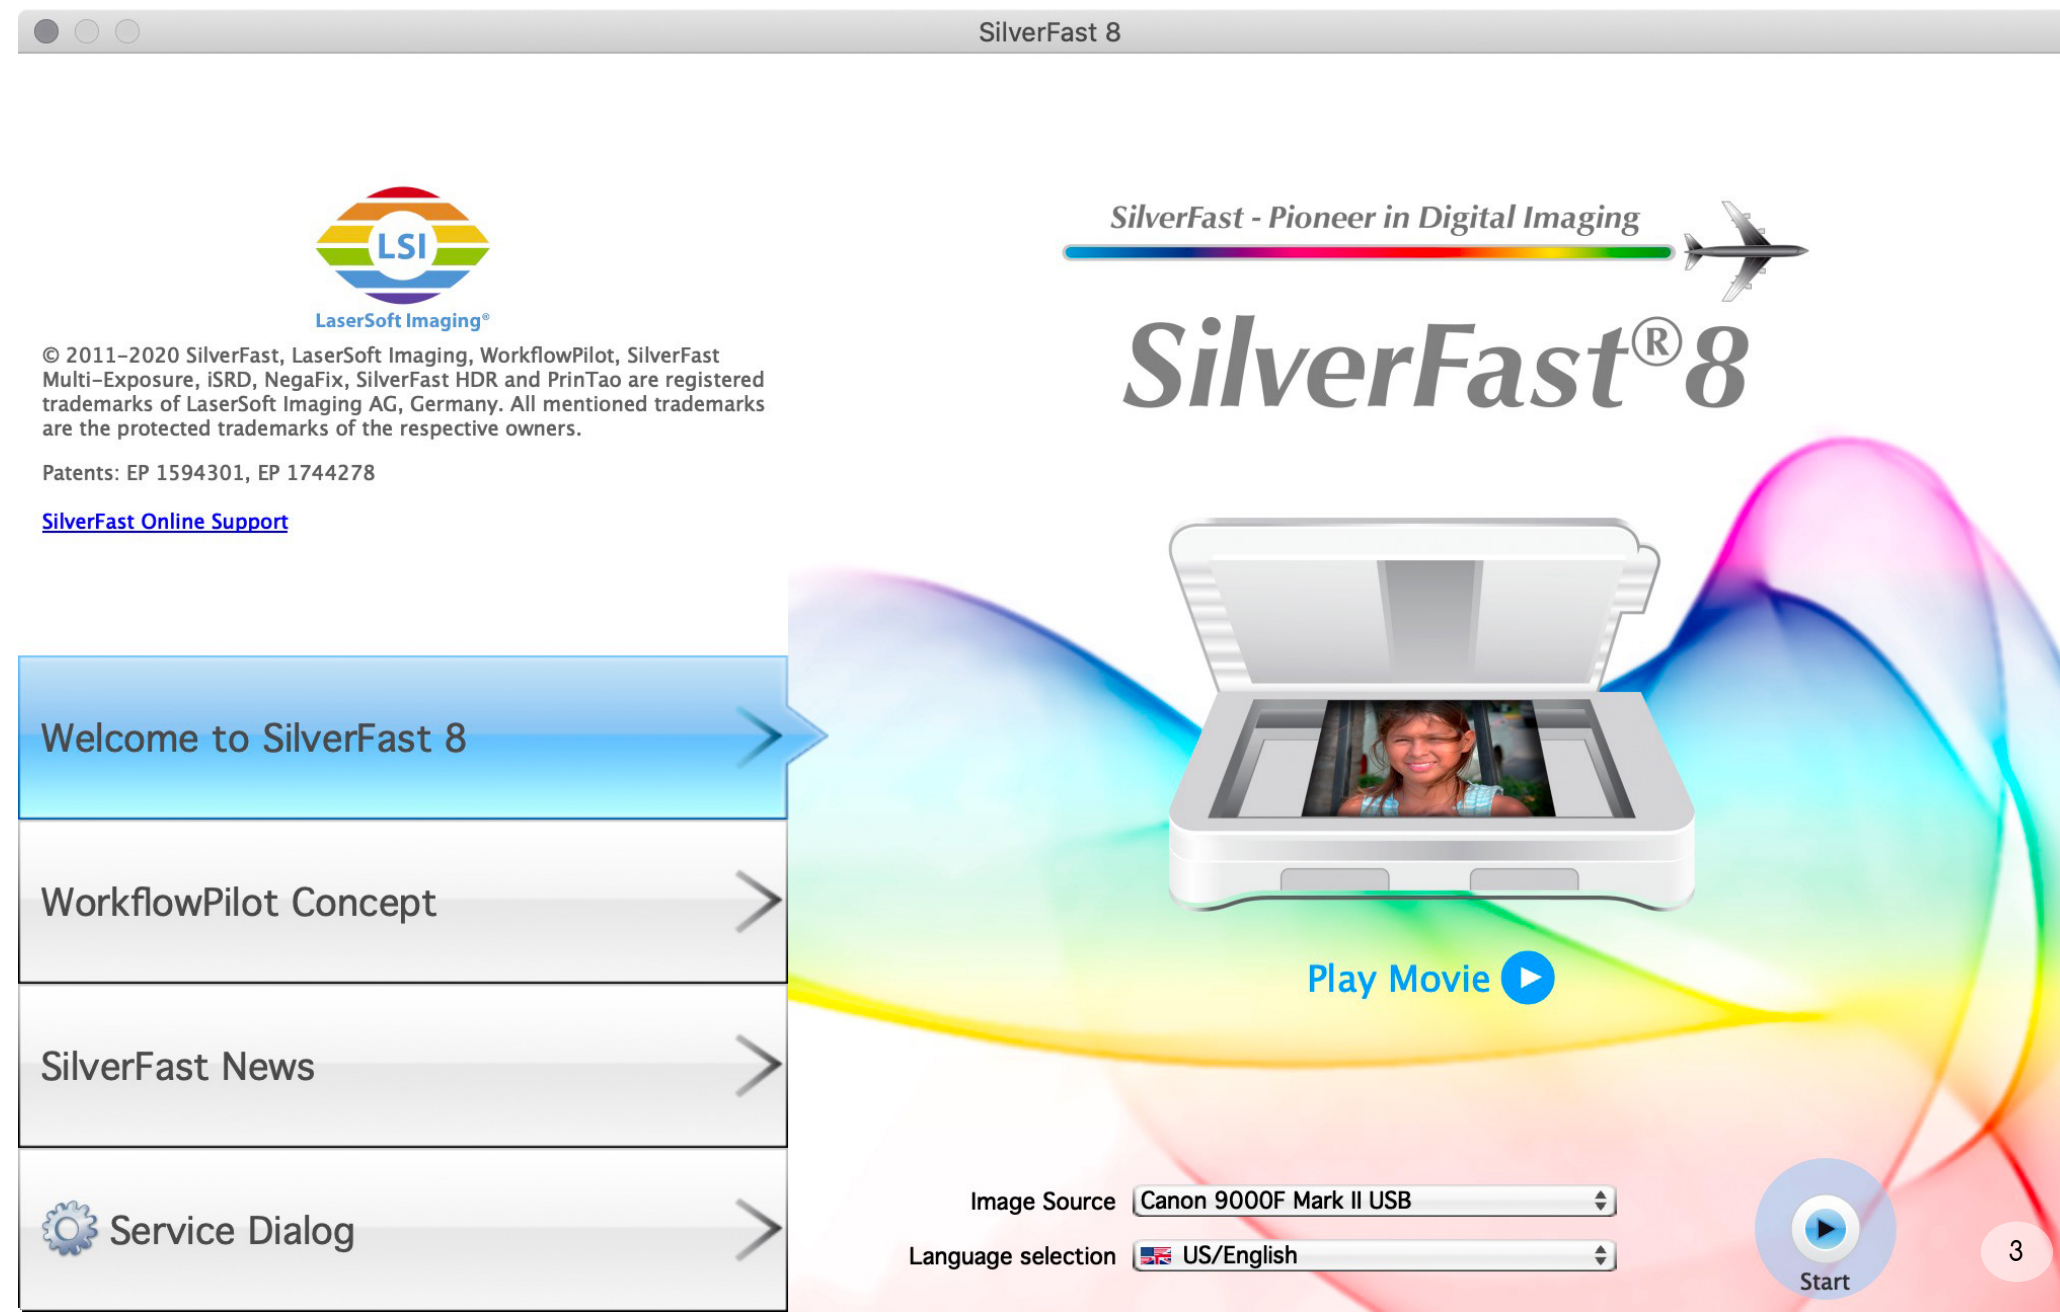 SilverFast 8
LSI
LaserSoft Imaging®
© 2011–2020 SilverFast, LaserSoft Imaging, WorkflowPilot, SilverFast
Multi–Exposure, iSRD, NegaFix, SilverFast HDR and PrinTao are registered
trademarks of LaserSoft Imaging AG, Germany. All mentioned trademarks
are the protected trademarks of the respective owners.
Patents: EP 1594301, EP 1744278
SilverFast Online Support
Welcome to SilverFast 8
WorkflowPilot Concept
SilverFast News
Service Dialog
SilverFast - Pioneer in Digital Imaging
SilverFast®8
Play Movie
Image Source Canon 9000F Mark II USB
Language selection US/English
Start
3